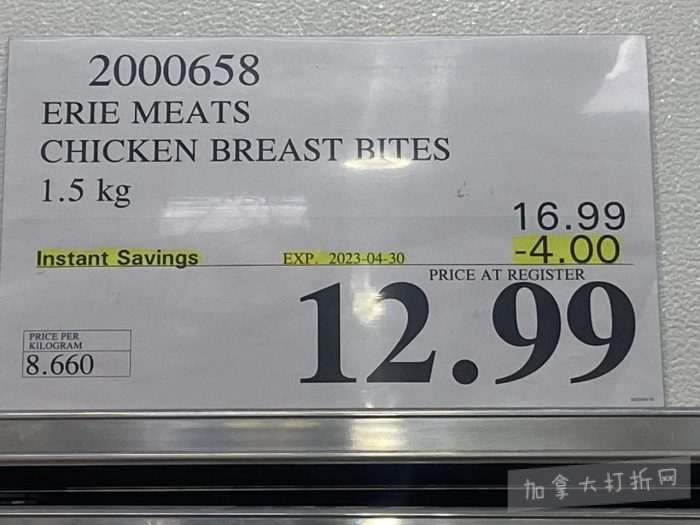 2000658
ERIE MEATS
CHICKEN BREAST BITES
1.5 kg
16.99
Instant Savings EXP. 2023-04-30 -4.00
PRICE AT REGISTER
12.99
PRICE PER
KILOGRAM
8.660
加拿大打折网